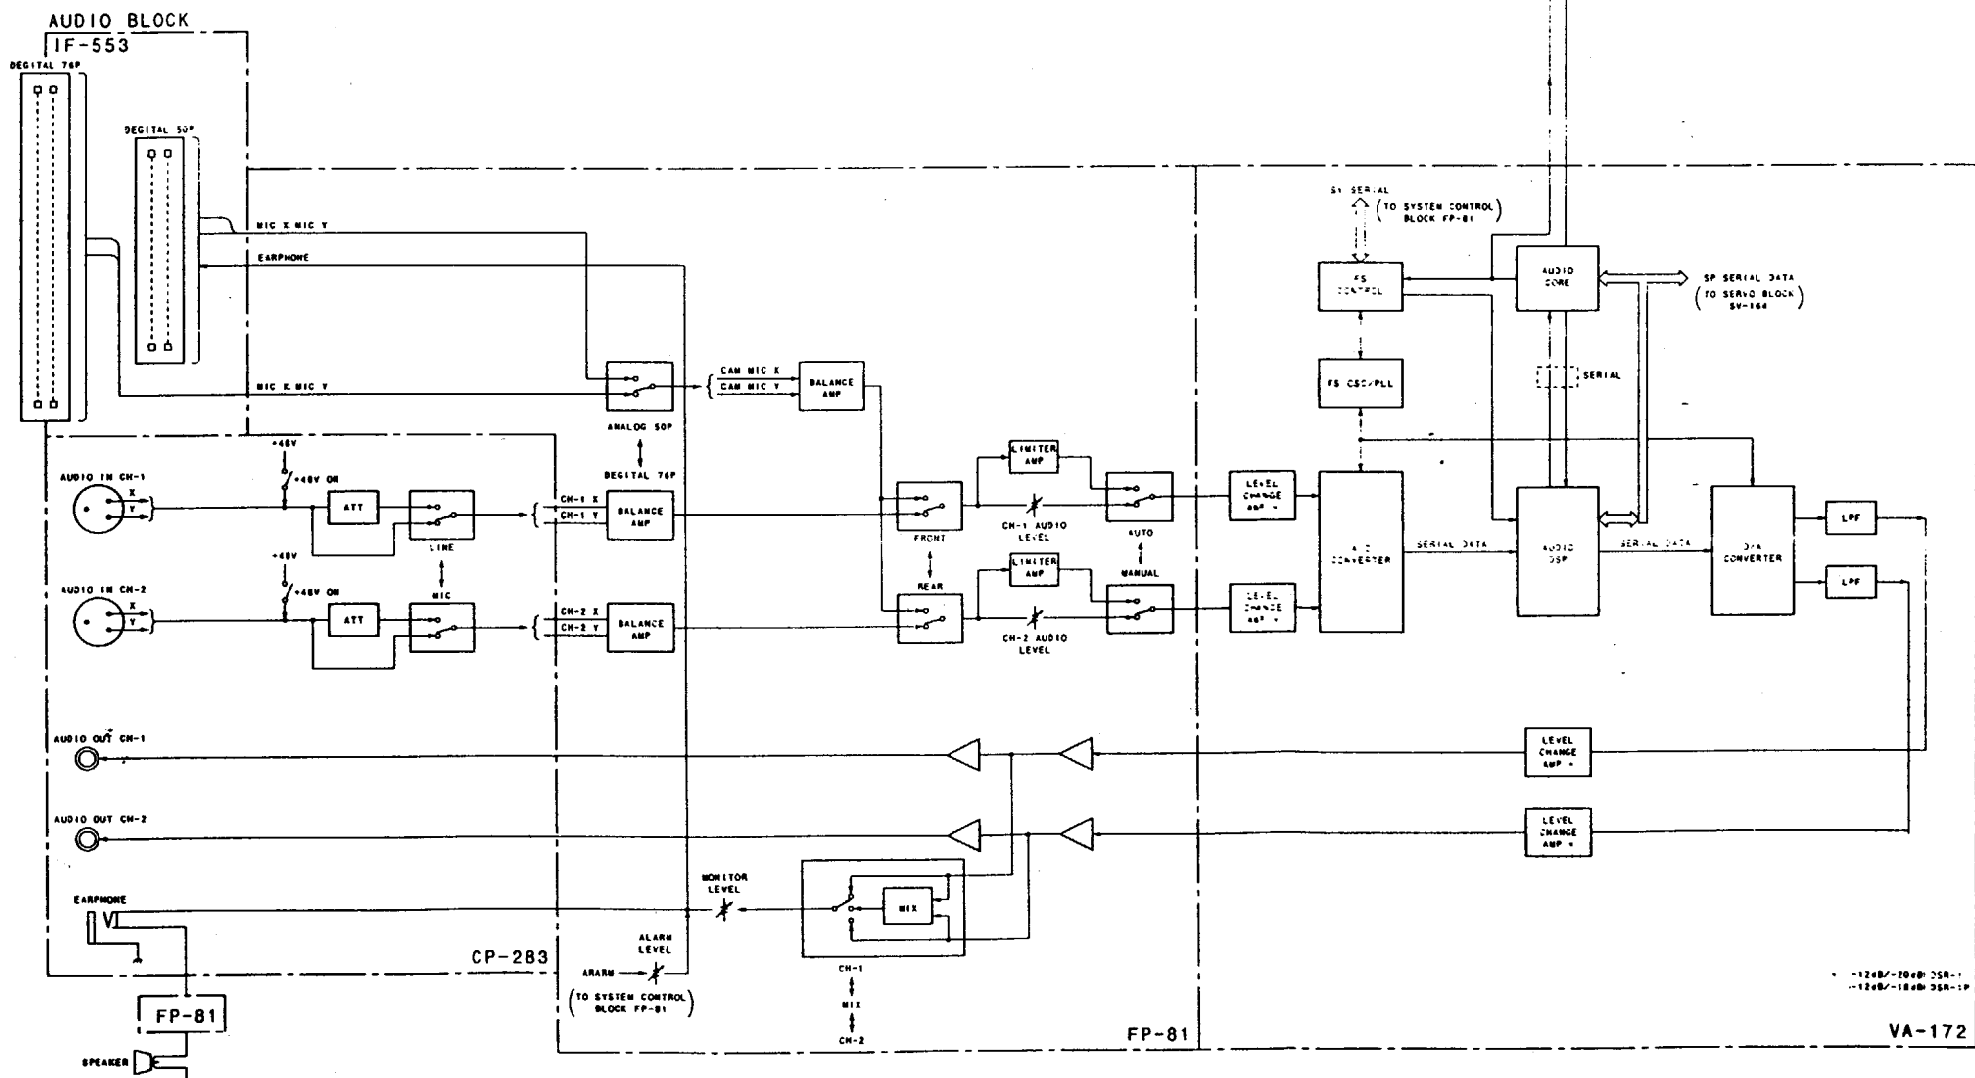 AUDIO BLOCK
IF-553
DEGITAL 76P
DEGITAL 50P
MIC X MIC Y
EARPHONE
MIC X MIC Y
ANALOG 50P
DEGITAL 76P
CAM MIC X
CAM MIC Y
BALANCE
AMP
AUDIO IN CH-1
X
Y
+48V
+48V ON
ATT
LINE
MIC
CH-1 X
CH-1 Y
BALANCE
AMP
AUDIO IN CH-2
X
Y
+48V
+48V ON
ATT
CH-2 X
CH-2 Y
BALANCE
AMP
FRONT
REAR
LIMITER
AMP
CH-1 AUDIO
LEVEL
LIMITER
AMP
CH-2 AUDIO
LEVEL
AUTO
MANUAL
LEVEL
CHANGE
AMP *
LEVEL
CHANGE
AMP *
SERIAL
(TO SYSTEM CONTROL)
BLOCK FP-81
FS
CONTROL
FS OSC/PLL
A/D
CONVERTER
SERIAL DATA
AUDIO
CORE
SERIAL
SP SERIAL DATA
(TO SERVO BLOCK)
AUDIO
DSP
SERIAL DATA
D/A
CONVERTER
LPF
LPF
AUDIO OUT CH-1
LEVEL
CHANGE
AMP *
AUDIO OUT CH-2
LEVEL
CHANGE
AMP *
EARPHONE
MONITOR
LEVEL
MIX
CH-1
MIX
CH-2
ALARM
LEVEL
ARARM
(TO SYSTEM CONTROL)
BLOCK FP-81
CP-283
FP-81
SPEAKER
FP-81
VA-172